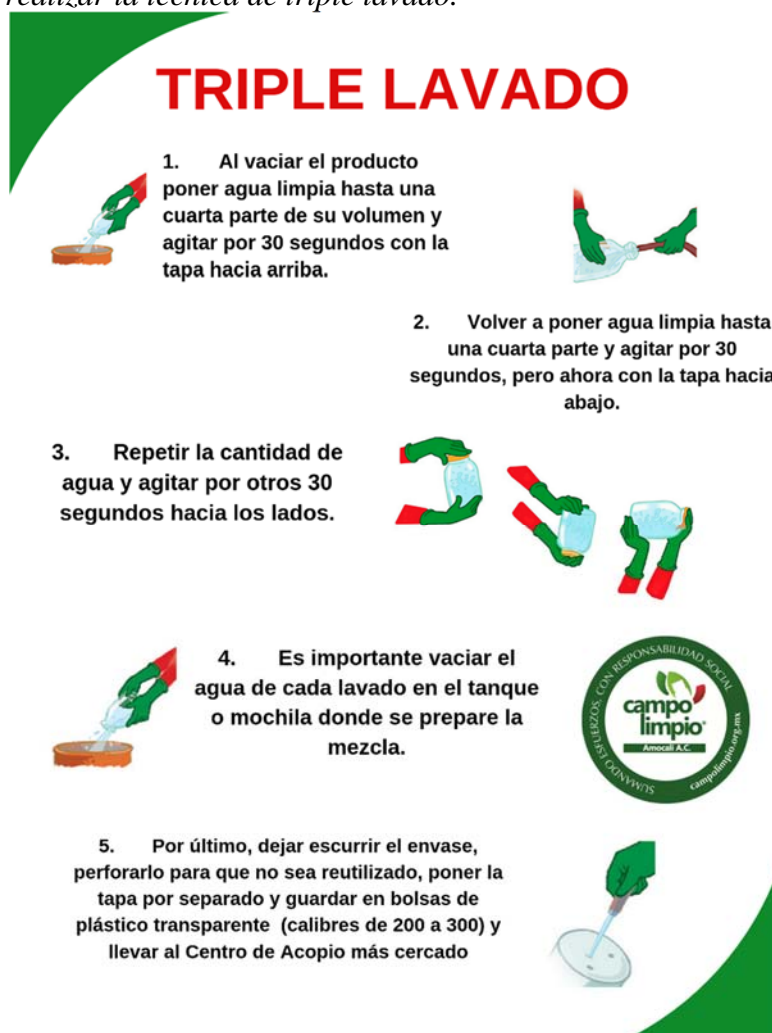 realizar la técnica de triple lavado.
TRIPLE LAVADO
1. Al vaciar el producto
poner agua limpia hasta una
cuarta parte de su volumen y
agitar por 30 segundos con la
tapa hacia arriba.
2. Volver a poner agua limpia hasta
una cuarta parte y agitar por 30
segundos, pero ahora con la tapa hacia
abajo.
3. Repetir la cantidad de
agua y agitar por otros 30
segundos hacia los lados.
4. Es importante vaciar el
agua de cada lavado en el tanque
o mochila donde se prepare la
mezcla.
SUMANDO ESFUERZOS, CON RESPONSABILIDAD SOCIAL
campo
limpio
Amocali A.C.
campolimpio.org.mx
5. Por último, dejar escurrir el envase,
perforarlo para que no sea reutilizado, poner la
tapa por separado y guardar en bolsas de
plástico transparente (calibres de 200 a 300) y
llevar al Centro de Acopio más cercado